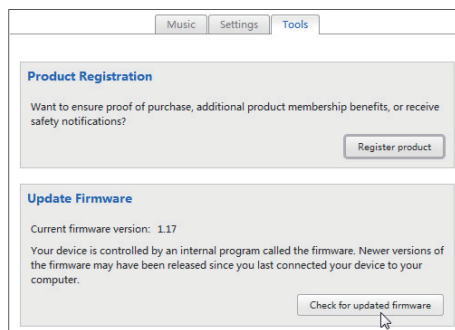 Music Settings Tools
Product Registration
Want to ensure proof of purchase, additional product membership benefits, or receive
safety notifications?
Register product
Update Firmware
Current firmware version: 1.17
Your device is controlled by an internal program called the firmware. Newer versions of
the firmware may have been released since you last connected your device to your
computer.
Check for updated firmware